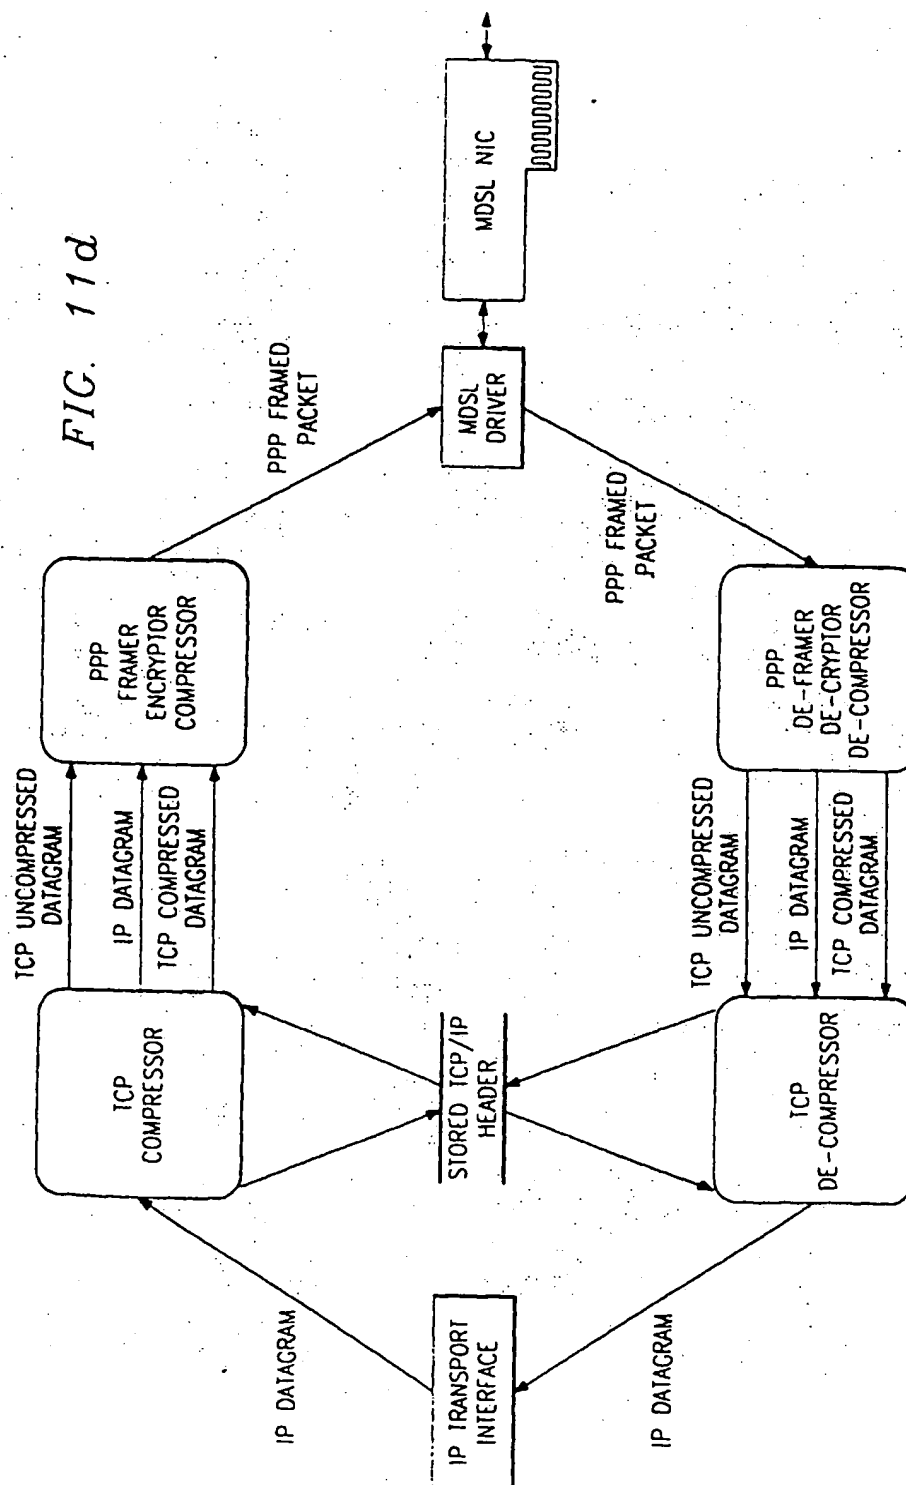 FIG. 11d
IP TRANSPORT
INTERFACE
IP DATAGRAM
TCP
COMPRESSOR
TCP UNCOMPRESSED
DATAGRAM
IP DATAGRAM
TCP COMPRESSED
DATAGRAM
PPP
FRAMER
ENCRYPTOR
COMPRESSOR
PPP FRAMED
PACKET
STORED TCP/IP
HEADER
MDSL
DRIVER
MDSL NIC
IP DATAGRAM
TCP
DE-COMPRESSOR
TCP UNCOMPRESSED
DATAGRAM
IP DATAGRAM
TCP COMPRESSED
DATAGRAM
PPP
DE-FRAMER
DE-CRYPTOR
DE-COMPRESSOR
PPP FRAMED
PACKET